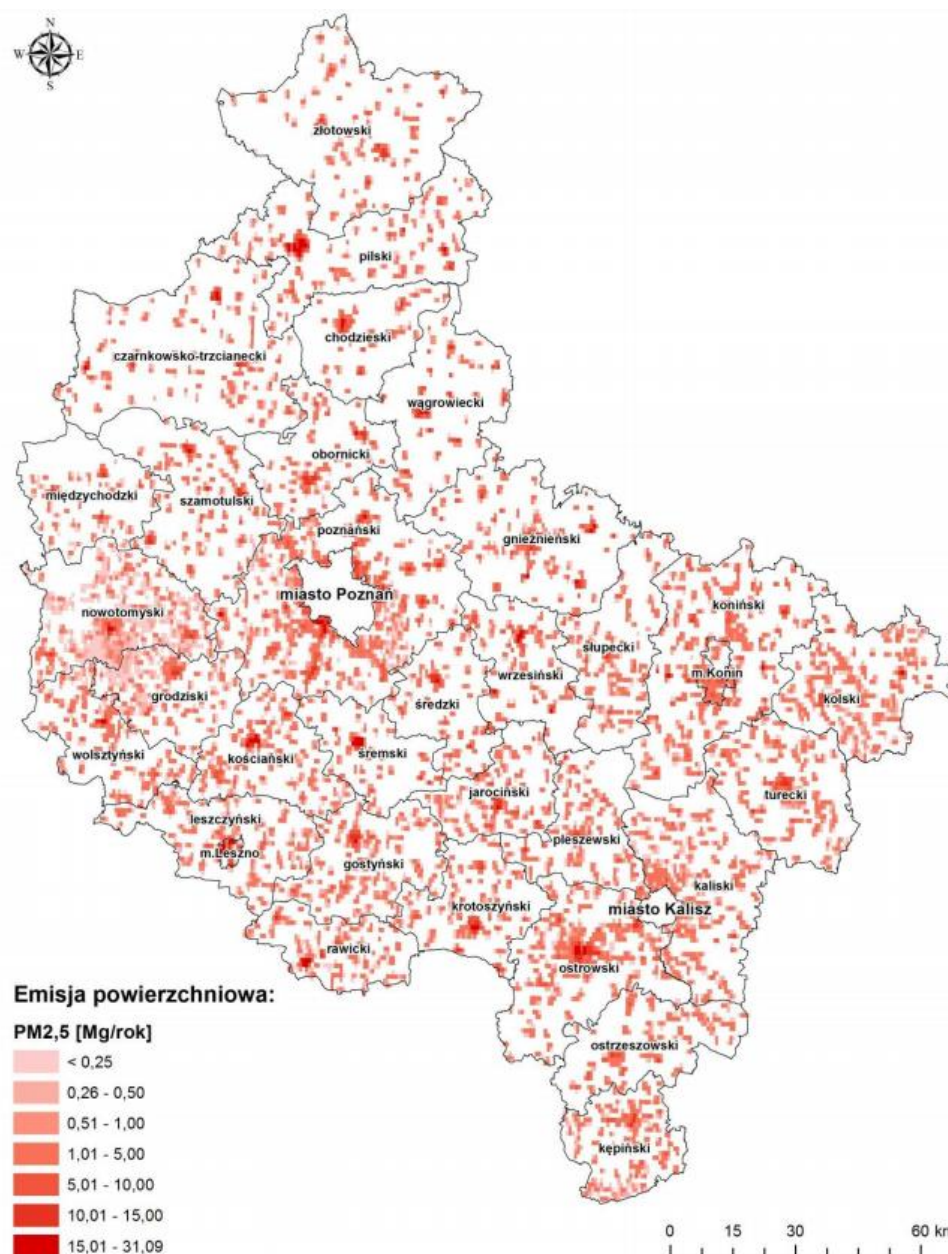 N
W E
S
złotowski
pilski
chodzieski
czarnkowsko-trzcianecki
wągrowiecki
obornicki
międzychodzki
szamotulski
poznański
gnieźnieński
miasto Poznań
nowotomyski
koniński
słupecki
m.Konin
wrzesiński
grodziski
średzki
kolski
wolsztyński
kościański
śremski
jarociński
turecki
leszczyński
m.Leszno
gostyński
pleszewski
kaliski
krotoszyński
miasto Kalisz
rawicki
ostrowski
Emisja powierzchniowa:
PM2,5 [Mg/rok]
< 0,25
0,26 - 0,50
0,51 - 1,00
1,01 - 5,00
5,01 - 10,00
10,01 - 15,00
15,01 - 31,09
ostrzeszowski
kępiński
0 15 30 60 km